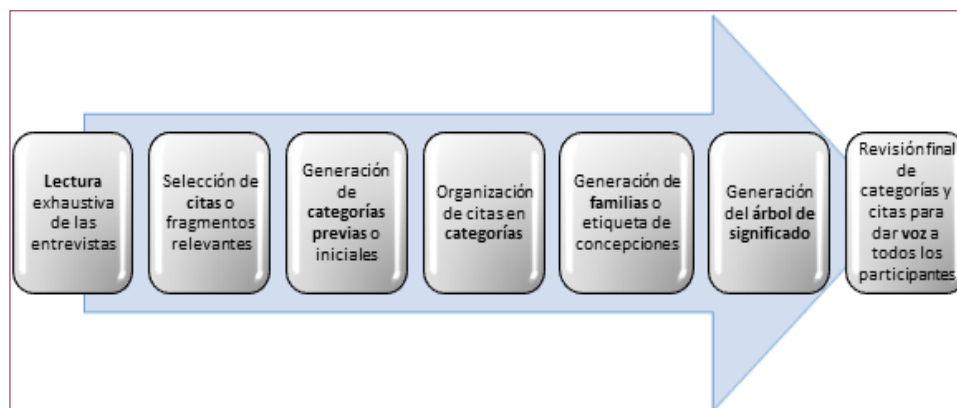 Lectura
exhaustiva
de las
entrevistas
Selección de
citas o
fragmentos
relevantes
Generación
de
categorías
previas o
iniciales
Organización
de citas en
categorías
Generación de
familias o
etiqueta de
concepciones
Generación
del árbol de
significado
Revisión final
de
categorías y
citas para
dar voz a
todos los
participantes